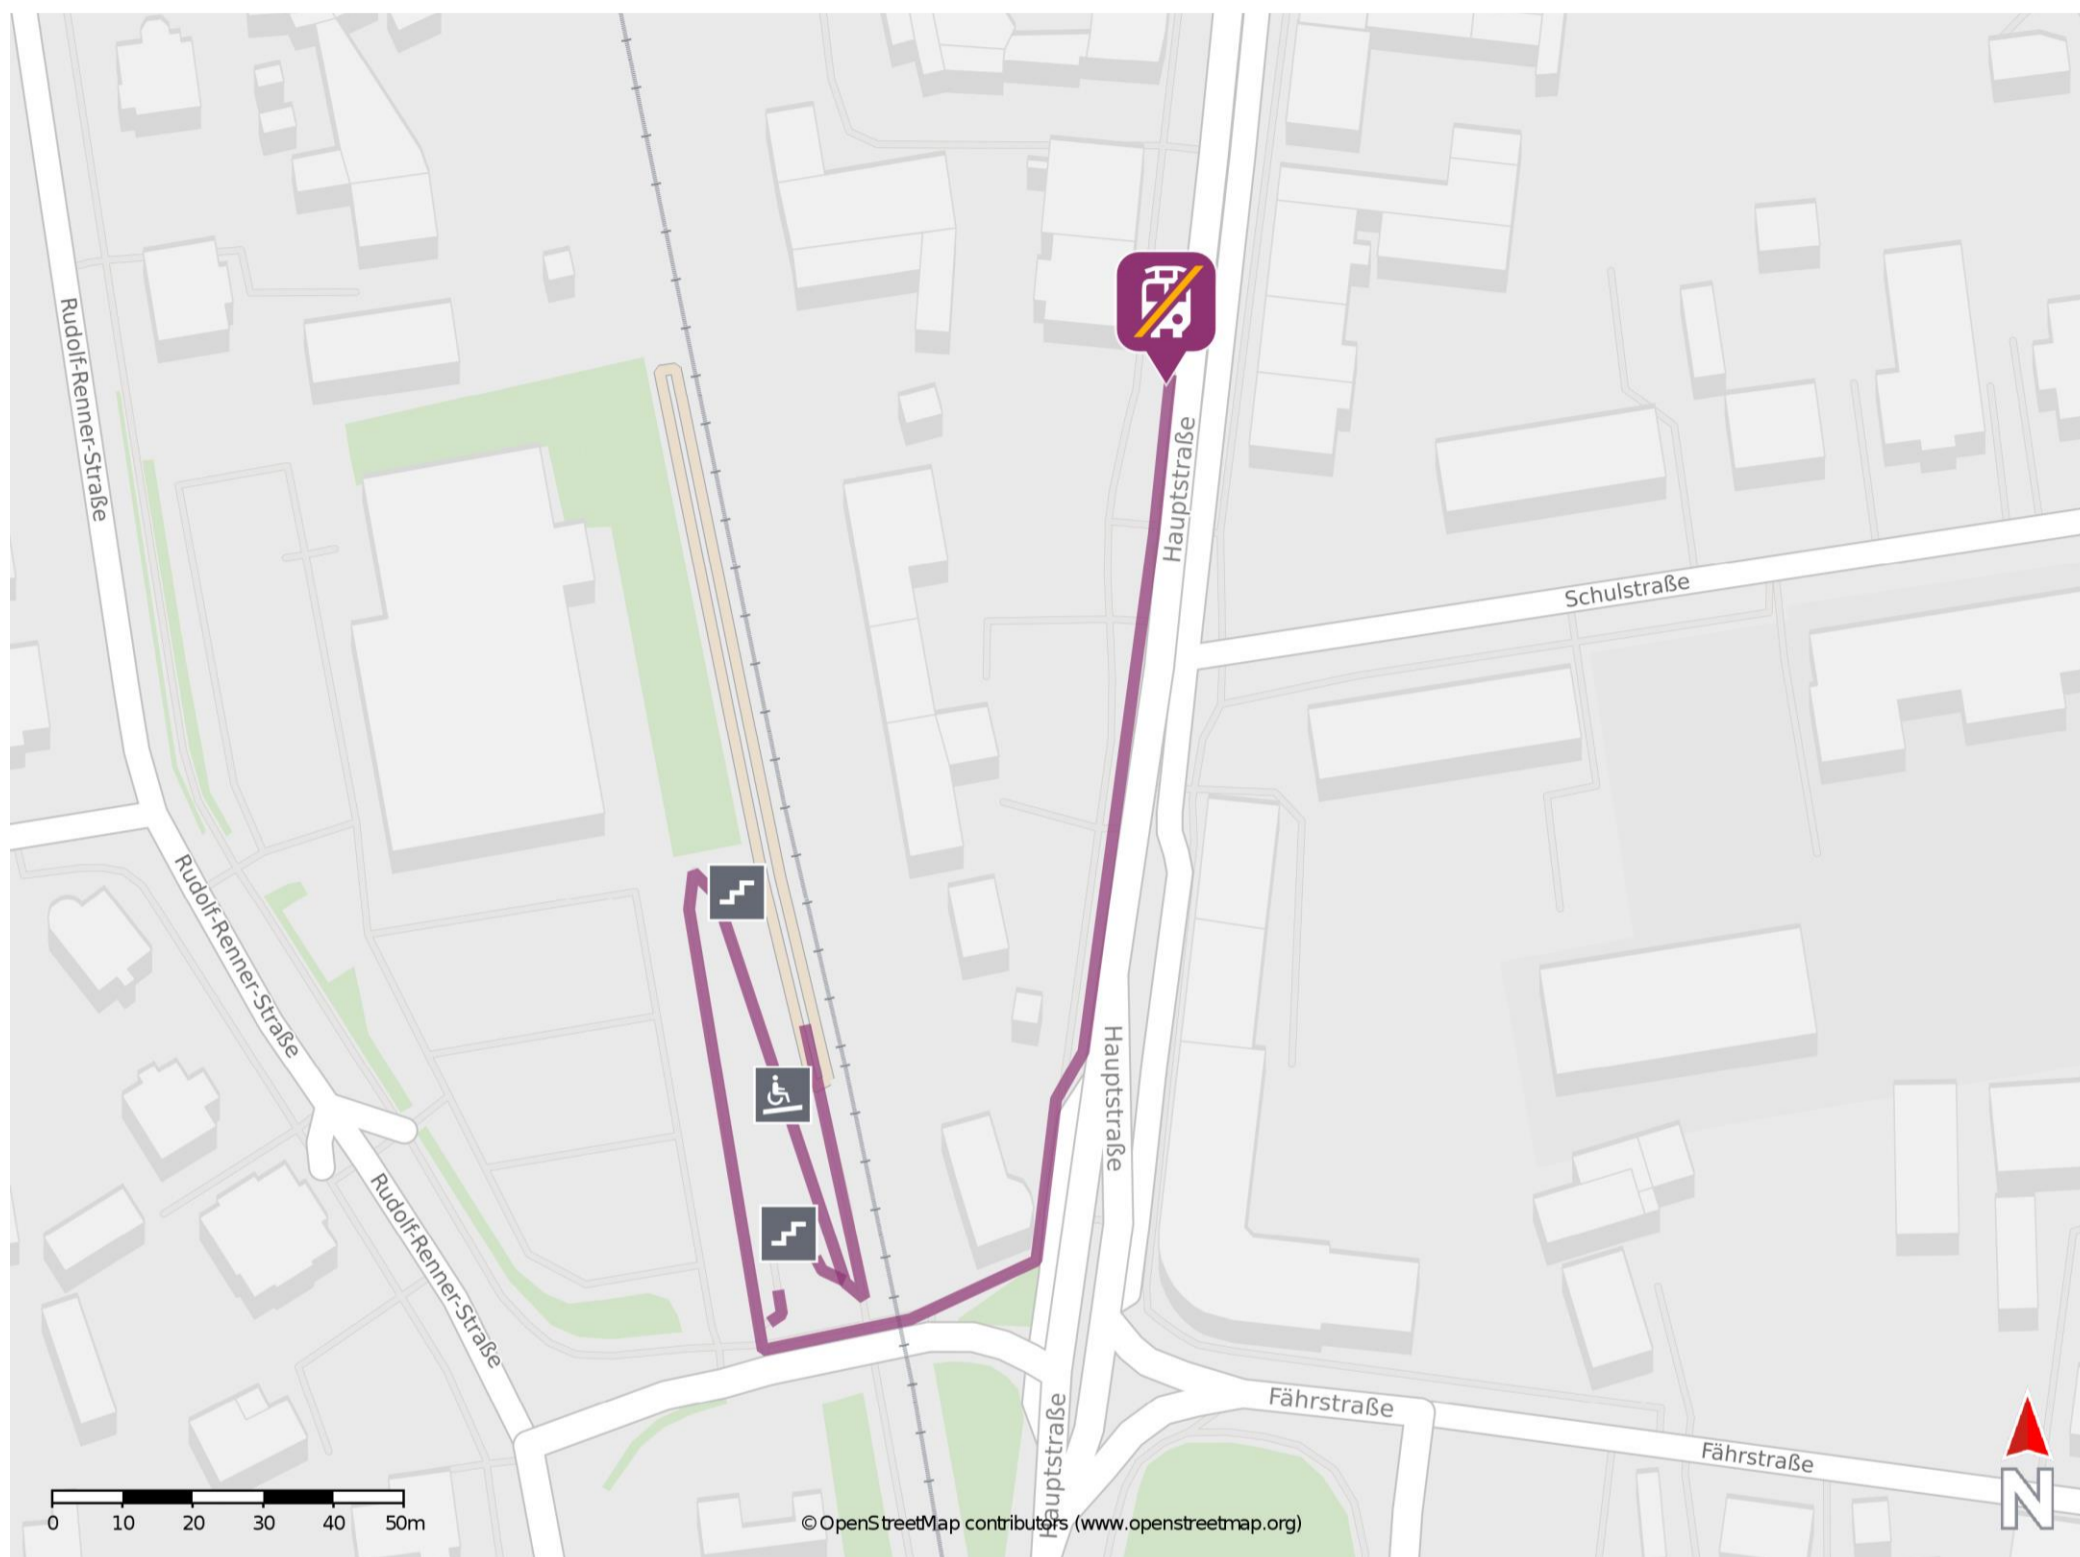 Rudolf-Renner-Straße
Hauptstraße
Schulstraße
Rudolf-Renner-Straße
Hauptstraße
Rudolf-Renner-Straße
Hauptstraße
Fährstraße
Fährstraße
0 10 20 30 40 50m
©OpenStreetMap contributors (www.openstreetmap.org)
N